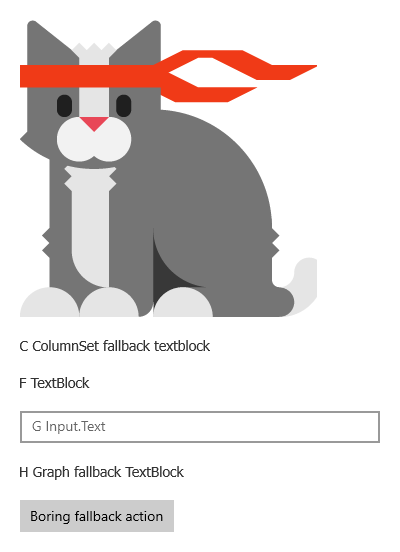 C ColumnSet fallback textblock
F TextBlock
G Input.Text
H Graph fallback TextBlock
Boring fallback action